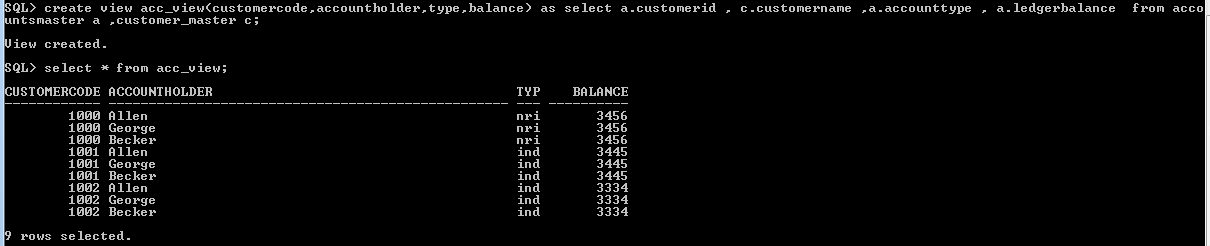 SQL> create view acc_view(customercode,accountholder,type,balance) as select a.customerid , c.customername ,a.accounttype , a.ledgerbalance  from acco
untsmaster a ,customer_master c;
View created.
SQL> select * from acc_view;
CUSTOMERCODE ACCOUNTHOLDER                                      TYP    BALANCE
------------ -------------------------------------------------- --- ----------
        1000 Allen                                              nri       3456
        1000 George                                             nri       3456
        1000 Becker                                             nri       3456
        1001 Allen                                              ind       3445
        1001 George                                             ind       3445
        1001 Becker                                             ind       3445
        1002 Allen                                              ind       3334
        1002 George                                             ind       3334
        1002 Becker                                             ind       3334
9 rows selected.